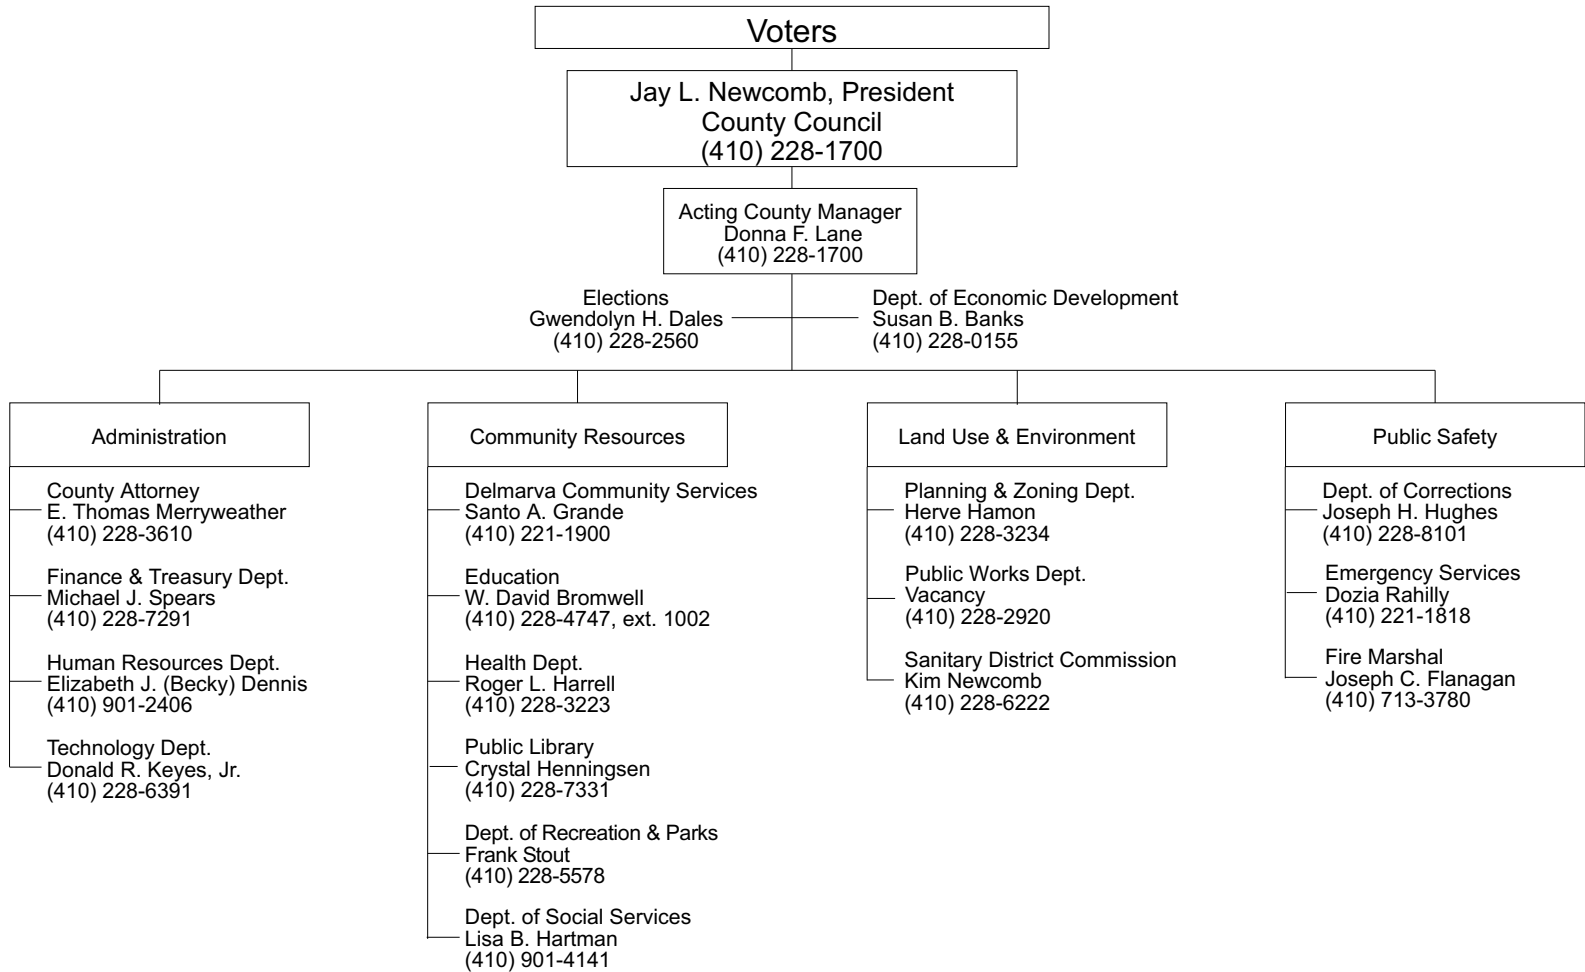 Voters
Jay L. Newcomb, President
County Council
(410) 228-1700
Acting County Manager
Donna F. Lane
(410) 228-1700
Elections
Gwendolyn H. Dales
(410) 228-2560
Dept. of Economic Development
Susan B. Banks
(410) 228-0155
Administration
County Attorney
E. Thomas Merryweather
(410) 228-3610
Finance & Treasury Dept.
Michael J. Spears
(410) 228-7291
Human Resources Dept.
Elizabeth J. (Becky) Dennis
(410) 901-2406
Technology Dept.
Donald R. Keyes, Jr.
(410) 228-6391
Community Resources
Delmarva Community Services
Santo A. Grande
(410) 221-1900
Education
W. David Bromwell
(410) 228-4747, ext. 1002
Health Dept.
Roger L. Harrell
(410) 228-3223
Public Library
Crystal Henningsen
(410) 228-7331
Dept. of Recreation & Parks
Frank Stout
(410) 228-5578
Dept. of Social Services
Lisa B. Hartman
(410) 901-4141
Land Use & Environment
Planning & Zoning Dept.
Herve Hamon
(410) 228-3234
Public Works Dept.
Vacancy
(410) 228-2920
Sanitary District Commission
Kim Newcomb
(410) 228-6222
Public Safety
Dept. of Corrections
Joseph H. Hughes
(410) 228-8101
Emergency Services
Dozia Rahilly
(410) 221-1818
Fire Marshal
Joseph C. Flanagan
(410) 713-3780